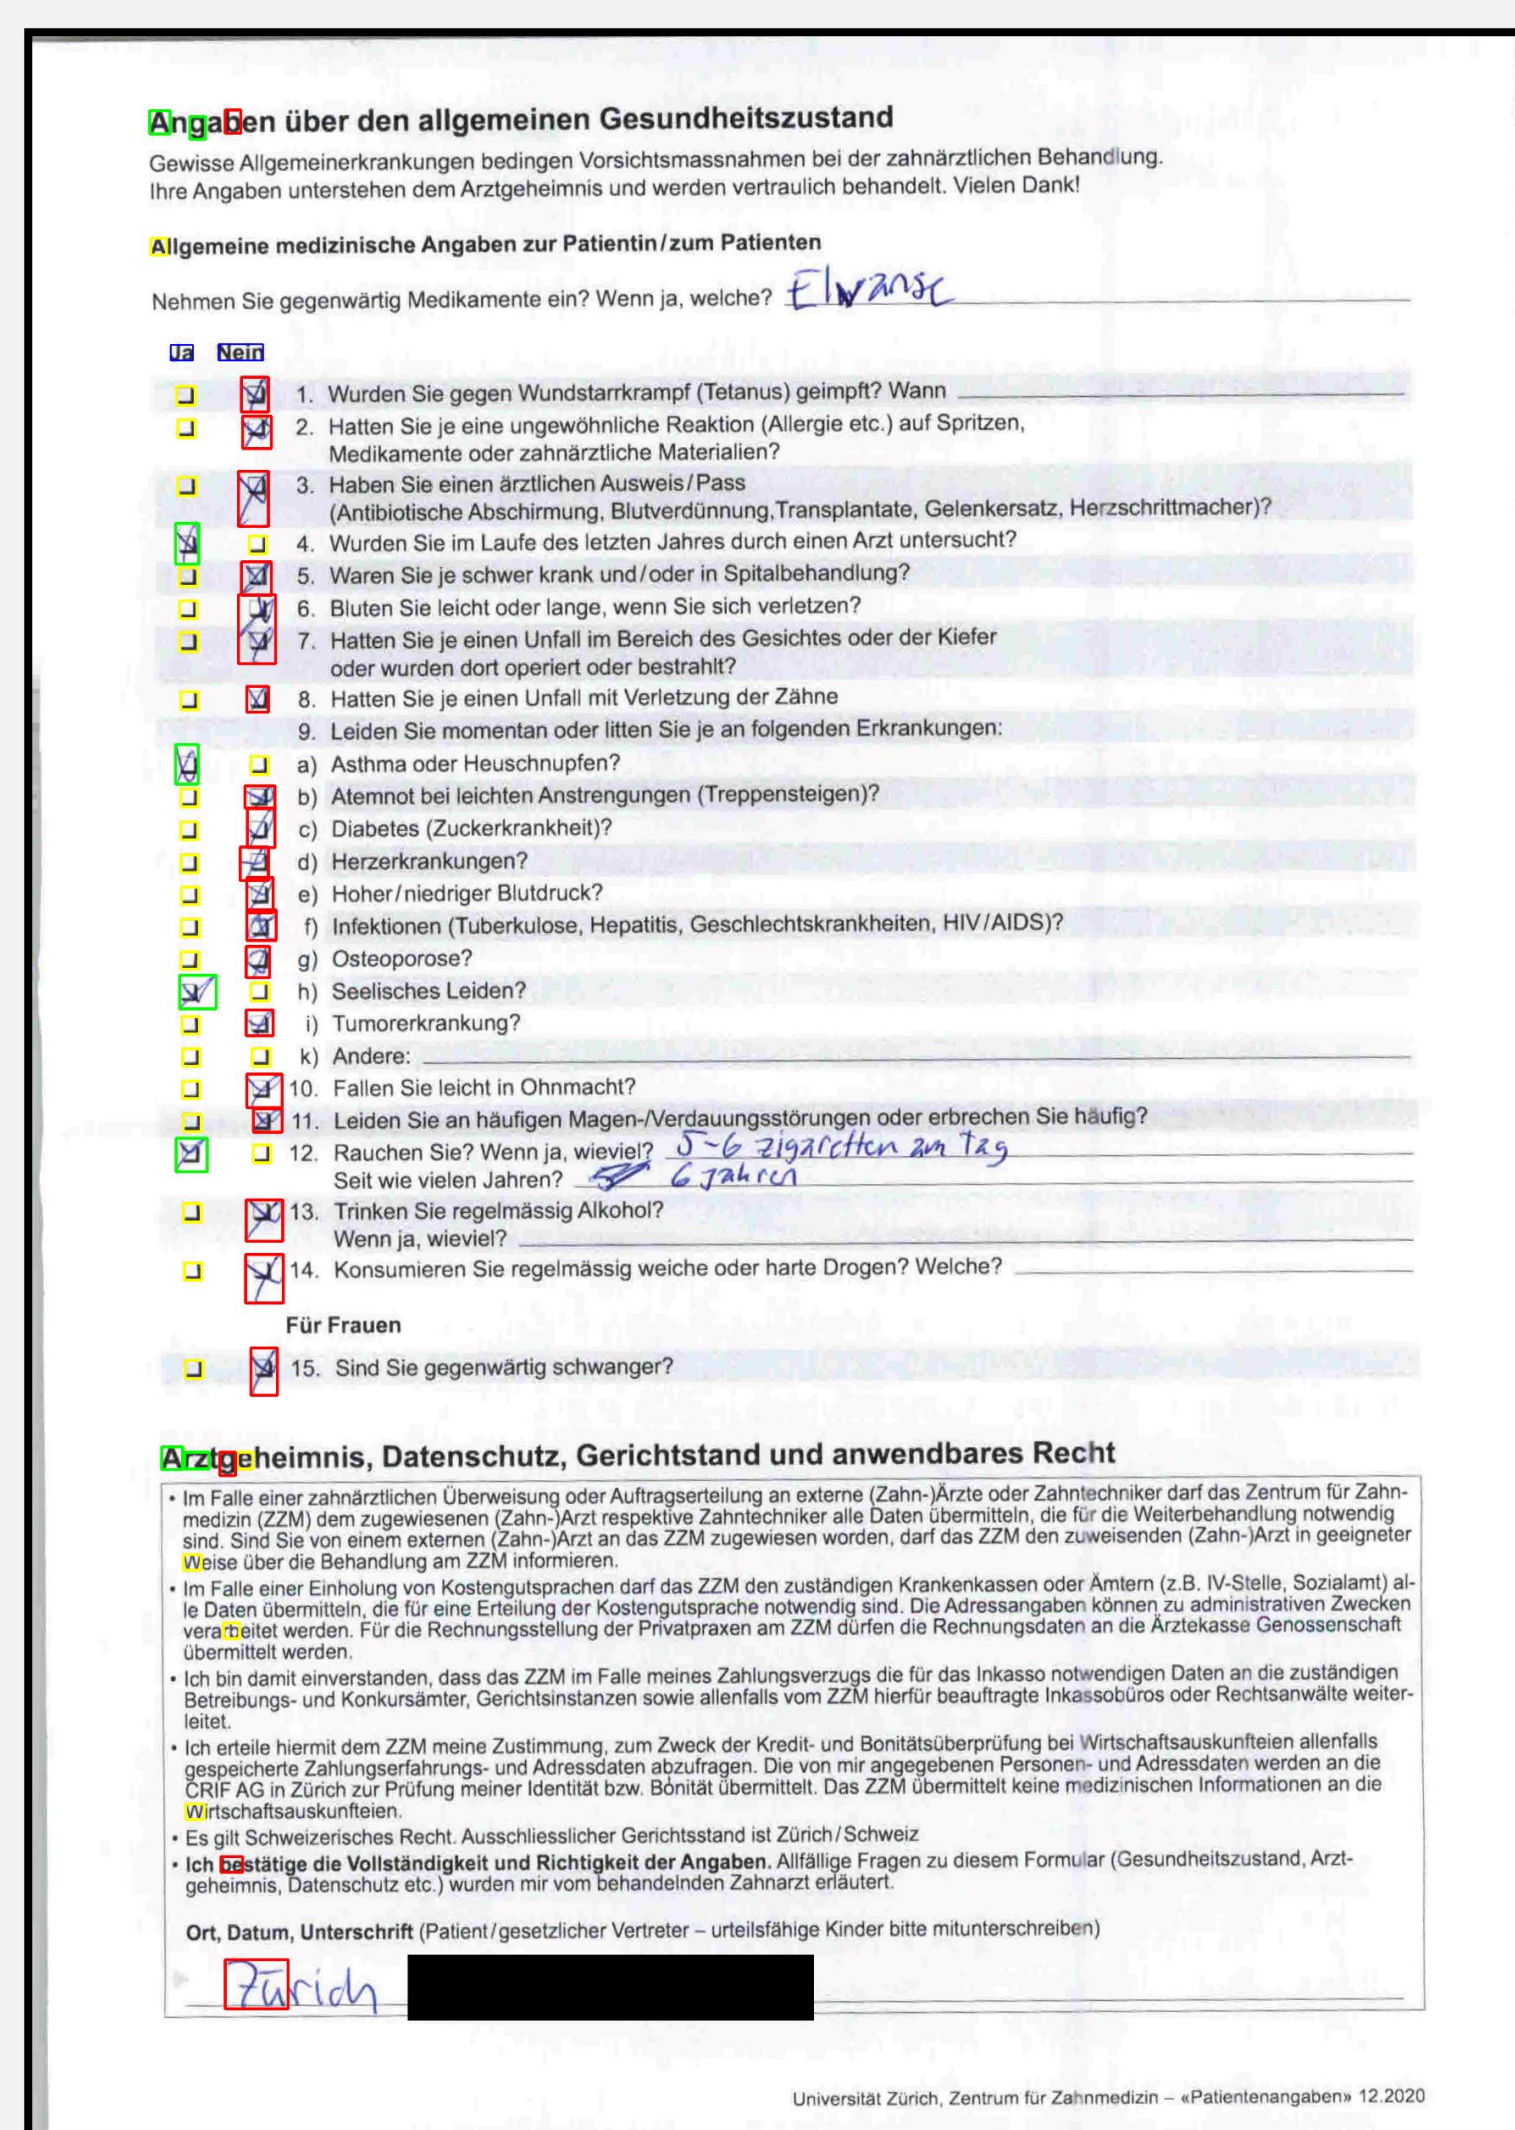 Angaben über den allgemeinen Gesundheitszustand
Gewisse Allgemeinerkrankungen bedingen Vorsichtsmassnahmen bei der zahnärztlichen Behandlung.
Ihre Angaben unterstehen dem Arztgeheimnis und werden vertraulich behandelt. Vielen Dank!
Allgemeine medizinische Angaben zur Patientin/zum Patienten
Nehmen Sie gegenwärtig Medikamente ein? Wenn ja, welche? Elvanse
Ja Nein
1. Wurden Sie gegen Wundstarrkrampf (Tetanus) geimpft? Wann
2. Hatten Sie je eine ungewöhnliche Reaktion (Allergie etc.) auf Spritzen,
Medikamente oder zahnärztliche Materialien?
3. Haben Sie einen ärztlichen Ausweis/Pass
(Antibiotische Abschirmung, Blutverdünnung, Transplantate, Gelenkersatz, Herzschrittmacher)?
4. Wurden Sie im Laufe des letzten Jahres durch einen Arzt untersucht?
5. Waren Sie je schwer krank und/oder in Spitalbehandlung?
6. Bluten Sie leicht oder lange, wenn Sie sich verletzen?
7. Hatten Sie je einen Unfall im Bereich des Gesichtes oder der Kiefer
oder wurden dort operiert oder bestrahlt?
8. Hatten Sie je einen Unfall mit Verletzung der Zähne
9. Leiden Sie momentan oder litten Sie je an folgenden Erkrankungen:
a) Asthma oder Heuschnupfen?
b) Atemnot bei leichten Anstrengungen (Treppensteigen)?
c) Diabetes (Zuckerkrankheit)?
d) Herzerkrankungen?
e) Hoher/niedriger Blutdruck?
f) Infektionen (Tuberkulose, Hepatitis, Geschlechtskrankheiten, HIV/AIDS)?
g) Osteoporose?
h) Seelisches Leiden?
i) Tumorerkrankung?
k) Andere:
10. Fallen Sie leicht in Ohnmacht?
11. Leiden Sie an häufigen Magen-/Verdauungsstörungen oder erbrechen Sie häufig?
12. Rauchen Sie? Wenn ja, wieviel? 5-6 zigaretten am Tag
Seit wie vielen Jahren? 6 Jahren
13. Trinken Sie regelmässig Alkohol?
Wenn ja, wieviel?
14. Konsumieren Sie regelmässig weiche oder harte Drogen? Welche?
Für Frauen
15. Sind Sie gegenwärtig schwanger?
Arztgeheimnis, Datenschutz, Gerichtstand und anwendbares Recht
• Im Falle einer zahnärztlichen Überweisung oder Auftragserteilung an externe (Zahn-)Ärzte oder Zahntechniker darf das Zentrum für Zahn-
medizin (ZZM) dem zugewiesenen (Zahn-)Arzt respektive Zahntechniker alle Daten übermitteln, die für die Weiterbehandlung notwendig
sind. Sind Sie von einem externen (Zahn-)Arzt an das ZZM zugewiesen worden, darf das ZZM den zuweisenden (Zahn-)Arzt in geeigneter
Weise über die Behandlung am ZZM informieren.
• Im Falle einer Einholung von Kostengutsprachen darf das ZZM den zuständigen Krankenkassen oder Ämtern (z.B. IV-Stelle, Sozialamt) al-
le Daten übermitteln, die für eine Erteilung der Kostengutsprache notwendig sind. Die Adressangaben können zu administrativen Zwecken
verarbeitet werden. Für die Rechnungsstellung der Privatpraxen am ZZM dürfen die Rechnungsdaten an die Ärztekasse Genossenschaft
übermittelt werden.
• Ich bin damit einverstanden, dass das ZZM im Falle meines Zahlungsverzugs die für das Inkasso notwendigen Daten an die zuständigen
Betreibungs- und Konkursämter, Gerichtsinstanzen sowie allenfalls vom ZZM hierfür beauftragte Inkassobüros oder Rechtsanwälte weiter-
leitet.
• Ich erteile hiermit dem ZZM meine Zustimmung, zum Zweck der Kredit- und Bonitätsüberprüfung bei Wirtschaftsauskunfteien allenfalls
gespeicherte Zahlungserfahrungs- und Adressdaten abzufragen. Die von mir angegebenen Personen- und Adressdaten werden an die
CRIF AG in Zürich zur Prüfung meiner Identität bzw. Bonität übermittelt. Das ZZM übermittelt keine medizinischen Informationen an die
Wirtschaftsauskunfteien.
• Es gilt Schweizerisches Recht. Ausschliesslicher Gerichtsstand ist Zürich/Schweiz
• Ich bestätige die Vollständigkeit und Richtigkeit der Angaben. Allfällige Fragen zu diesem Formular (Gesundheitszustand, Arzt-
geheimnis, Datenschutz etc.) wurden mir vom behandelnden Zahnarzt erläutert.
Ort, Datum, Unterschrift (Patient/gesetzlicher Vertreter – urteilsfähige Kinder bitte mitunterschreiben)
Zürich
Universität Zürich, Zentrum für Zahnmedizin – «Patientenangaben» 12.2020